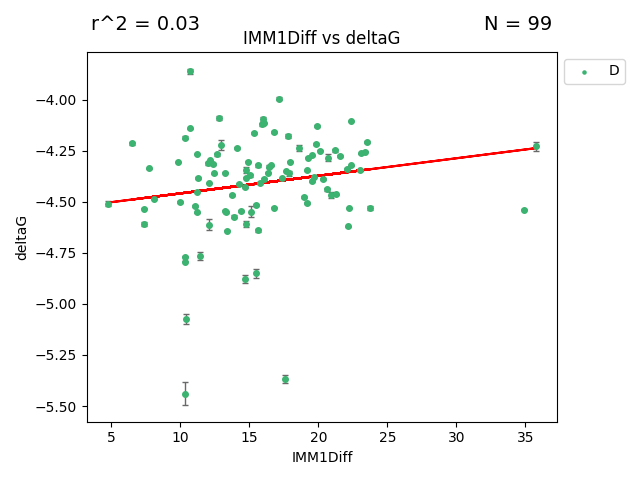 r^2 = 0.03
N = 99
IMM1Diff vs deltaG
D
−4.00
−4.25
−4.50
−4.75
−5.00
−5.25
−5.50
deltaG
5 10 15 20 25 30 35
IMM1Diff